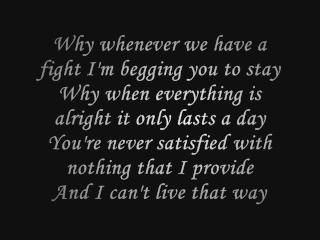 Why whenever we have a
fight I'm begging you to stay
Why when everything is
alright it only lasts a day
You're never satisfied with
nothing that I provide
And I can't live that way